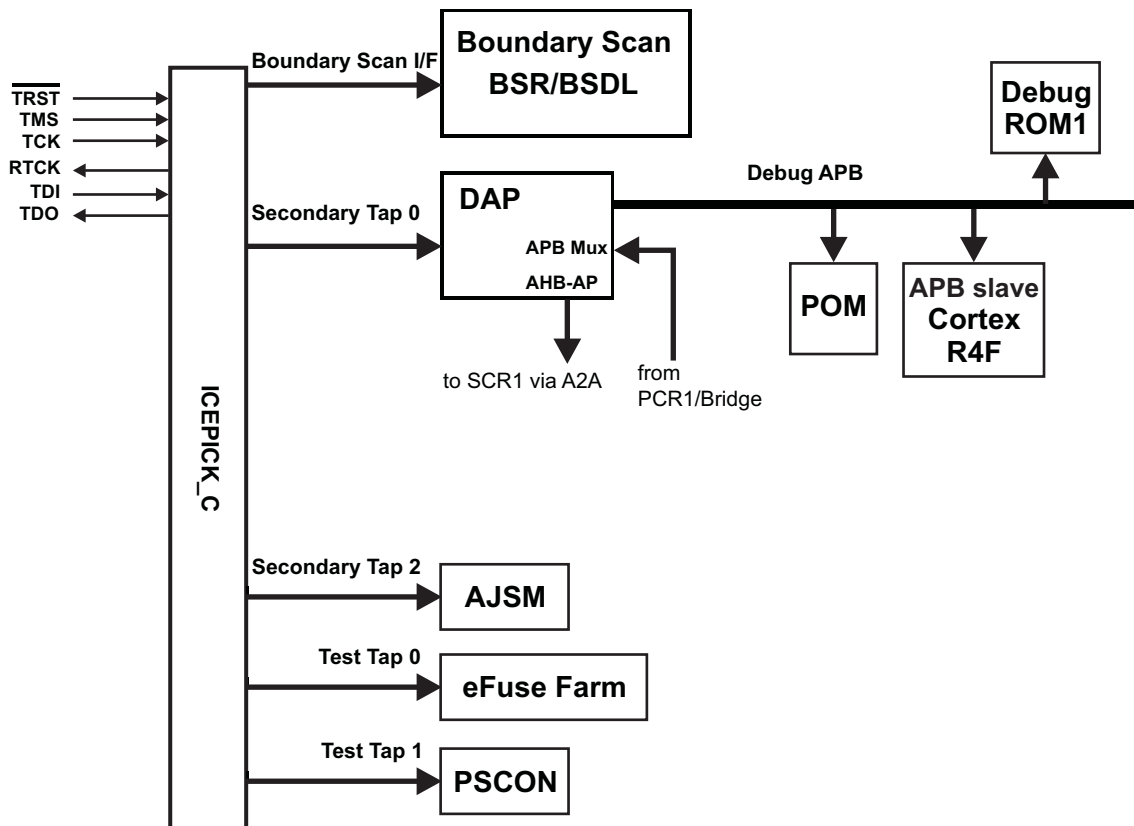 Boundary Scan I/F
Boundary Scan
BSR/BSDL
TRST
TMS
TCK
RTCK
TDI
TDO
ICEPICK_C
Secondary Tap 0
DAP
APB Mux
AHB-AP
to SCR1 via A2A
from
PCR1/Bridge
Debug APB
Debug
ROM1
POM
APB slave
Cortex
R4F
Secondary Tap 2
AJSM
Test Tap 0
eFuse Farm
Test Tap 1
PSCON